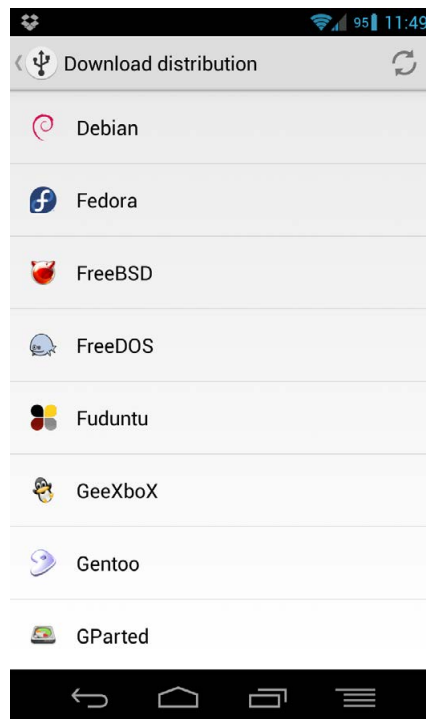 95 11:49
Download distribution
Debian
Fedora
FreeBSD
FreeDOS
Fuduntu
GeeXboX
Gentoo
GParted